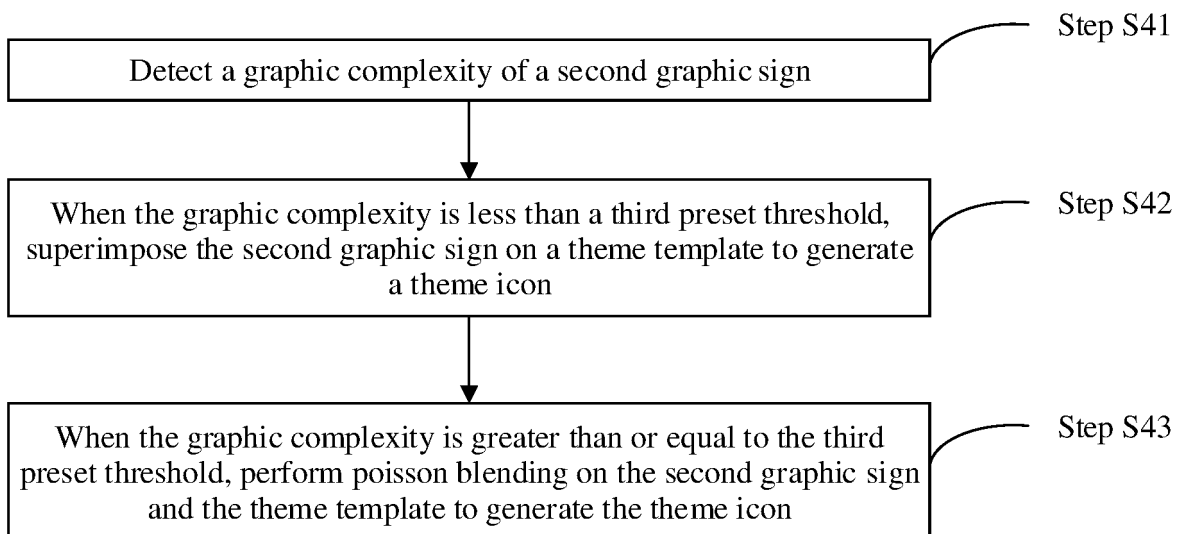 Step S41
Detect a graphic complexity of a second graphic sign
Step S42
When the graphic complexity is less than a third preset threshold,
superimpose the second graphic sign on a theme template to generate
a theme icon
Step S43
When the graphic complexity is greater than or equal to the third
preset threshold, perform poisson blending on the second graphic sign
and the theme template to generate the theme icon